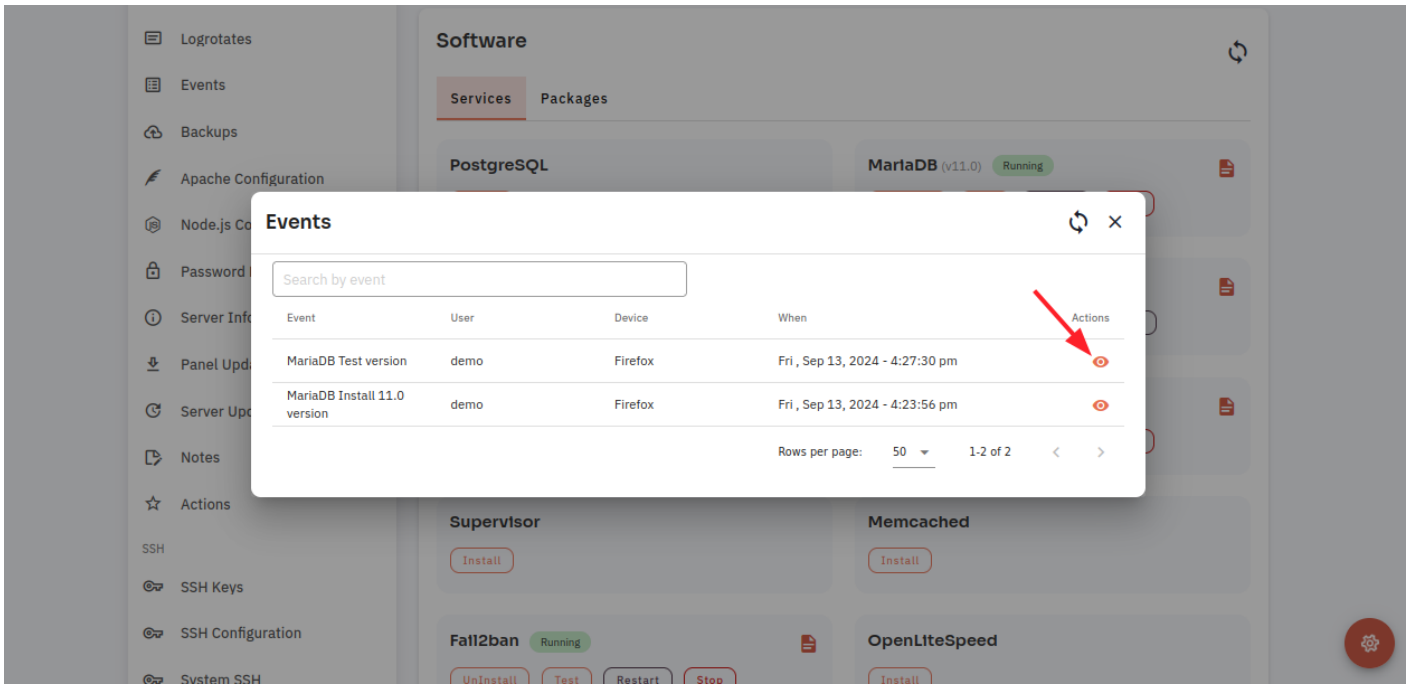 Logrotates
Events
Backups
Apache Configuration
Node.js Co
Password
Server Info
Panel Upd
Server Upd
Notes
Actions
SSH
SSH Keys
SSH Configuration
System SSH
Software
Services Packages
PostgreSQL
MariaDB (v11.0) Running
Events
Search by event
Event User Device When Actions
MariaDB Test version demo Firefox Fri , Sep 13, 2024 - 4:27:30 pm
MariaDB Install 11.0
version demo Firefox Fri , Sep 13, 2024 - 4:23:56 pm
Rows per page: 50 1-2 of 2
Supervisor
Install
Memcached
Install
Fail2ban Running
UnInstall Test Restart Stop
OpenLiteSpeed
Install